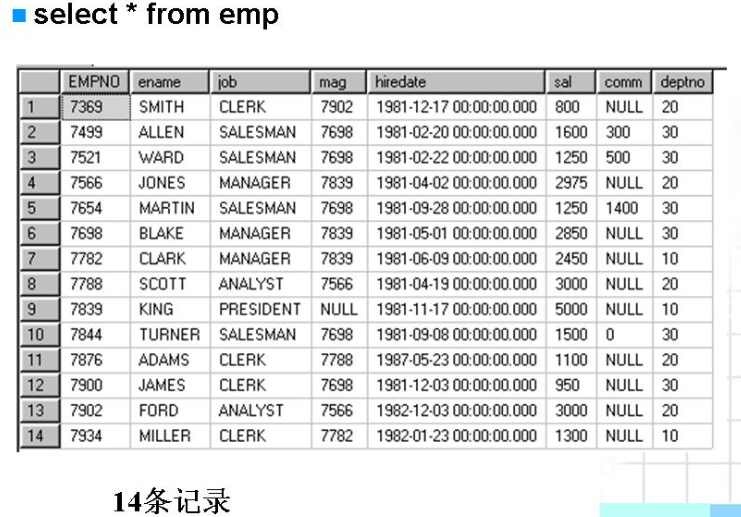 select * from emp
EMPNO ename job mag hiredate sal comm deptno
1 7369 SMITH CLERK 7902 1981-12-17 00:00:00.000 800 NULL 20
2 7499 ALLEN SALESMAN 7698 1981-02-20 00:00:00.000 1600 300 30
3 7521 WARD SALESMAN 7698 1981-02-22 00:00:00.000 1250 500 30
4 7566 JONES MANAGER 7839 1981-04-02 00:00:00.000 2975 NULL 20
5 7654 MARTIN SALESMAN 7698 1981-09-28 00:00:00.000 1250 1400 30
6 7698 BLAKE MANAGER 7839 1981-05-01 00:00:00.000 2850 NULL 30
7 7782 CLARK MANAGER 7839 1981-06-09 00:00:00.000 2450 NULL 10
8 7788 SCOTT ANALYST 7566 1981-04-19 00:00:00.000 3000 NULL 20
9 7839 KING PRESIDENT NULL 1981-11-17 00:00:00.000 5000 NULL 10
10 7844 TURNER SALESMAN 7698 1981-09-08 00:00:00.000 1500 0 30
11 7876 ADAMS CLERK 7788 1987-05-23 00:00:00.000 1100 NULL 20
12 7900 JAMES CLERK 7698 1981-12-03 00:00:00.000 950 NULL 30
13 7902 FORD ANALYST 7566 1982-12-03 00:00:00.000 3000 NULL 20
14 7934 MILLER CLERK 7782 1982-01-23 00:00:00.000 1300 NULL 10
14条记录